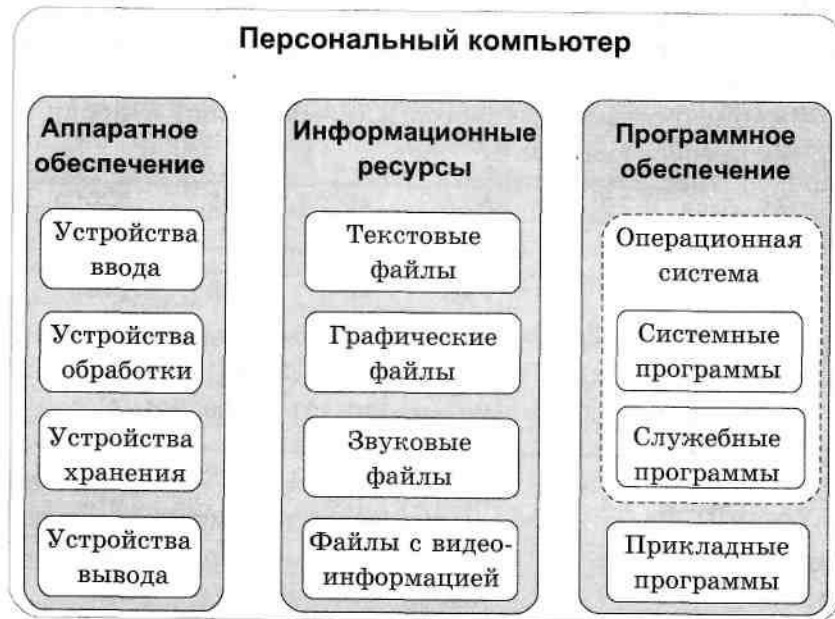 Персональный компьютер
Аппаратное
обеспечение
Устройства
ввода
Устройства
обработки
Устройства
хранения
Устройства
вывода
Информационные
ресурсы
Текстовые
файлы
Графические
файлы
Звуковые
файлы
Файлы с видео-
информацией
Программное
обеспечение
Операционная
система
Системные
программы
Служебные
программы
Прикладные
программы